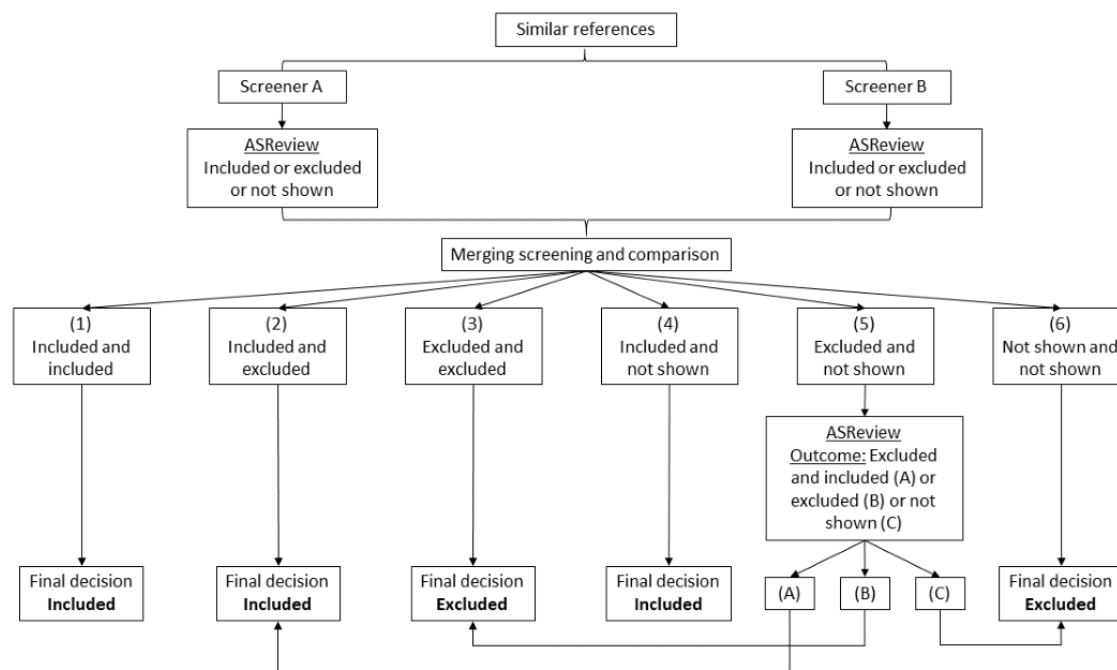 Similar references
Screener A
Screener B
ASReview
Included or excluded
or not shown
ASReview
Included or excluded
or not shown
Merging screening and comparison
(1)
Included and
included
(2)
Included and
excluded
(3)
Excluded and
excluded
(4)
Included and
not shown
(5)
Excluded and
not shown
(6)
Not shown and
not shown
ASReview
Outcome: Excluded
and included (A) or
excluded (B) or not
shown (C)
Final decision
Included
Final decision
Included
Final decision
Excluded
Final decision
Included
(A)
(B)
(C)
Final decision
Excluded